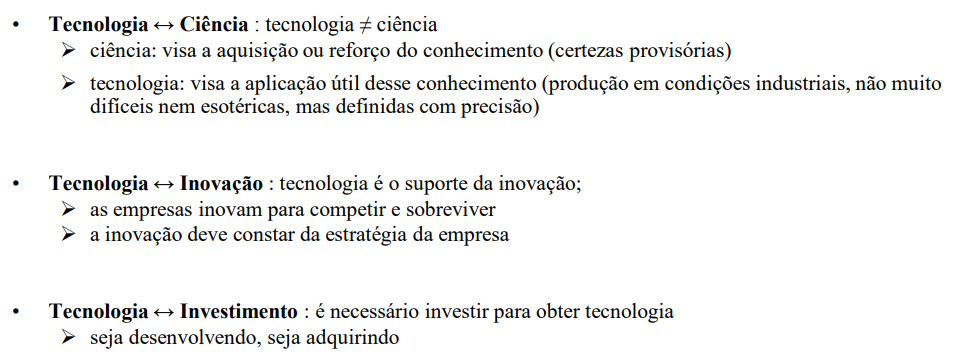 • Tecnologia ↔ Ciência : tecnologia ≠ ciência
➢ ciência: visa a aquisição ou reforço do conhecimento (certezas provisórias)
➢ tecnologia: visa a aplicação útil desse conhecimento (produção em condições industriais, não muito
difíceis nem esotéricas, mas definidas com precisão)
• Tecnologia ↔ Inovação : tecnologia é o suporte da inovação;
➢ as empresas inovam para competir e sobreviver
➢ a inovação deve constar da estratégia da empresa
• Tecnologia ↔ Investimento : é necessário investir para obter tecnologia
➢ seja desenvolvendo, seja adquirindo